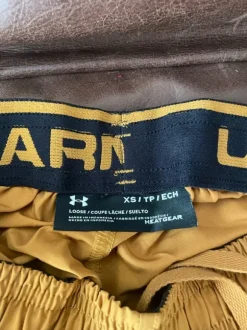 ARM
U
XS / TP / ECH
LOOSE / COUPE LÂCHE / SUELTO
HEATGEAR